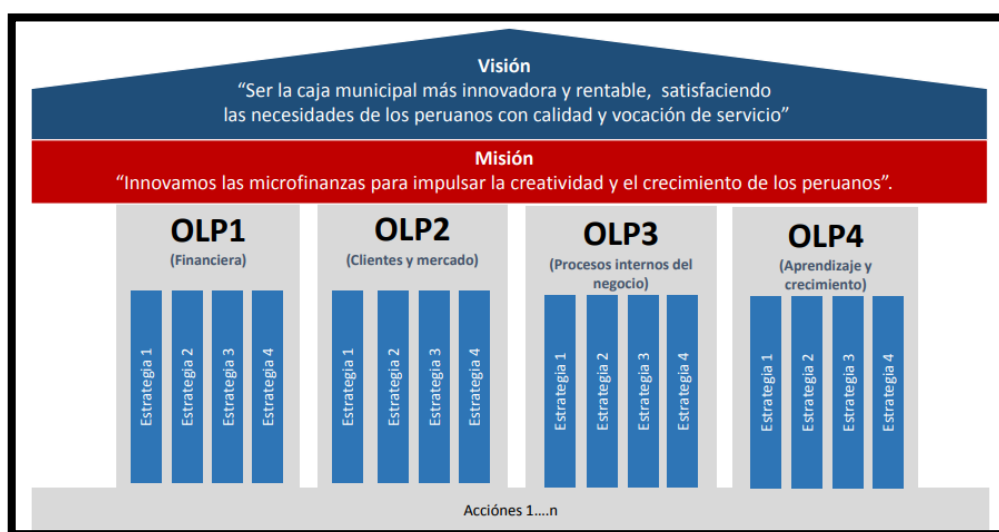 Visión
“Ser la caja municipal más innovadora y rentable, satisfaciendo
las necesidades de los peruanos con calidad y vocación de servicio”
Misión
“Innovamos las microfinanzas para impulsar la creatividad y el crecimiento de los peruanos”.
OLP1
(Financiera)
Estrategia 1
Estrategia 2
Estrategia 3
Estrategia 4
OLP2
(Clientes y mercado)
Estrategia 1
Estrategia 2
Estrategia 3
Estrategia 4
OLP3
(Procesos internos del
negocio)
Estrategia 1
Estrategia 2
Estrategia 3
Estrategia 4
OLP4
(Aprendizaje y
crecimiento)
Estrategia 1
Estrategia 2
Estrategia 3
Estrategia 4
Acciónes 1....n